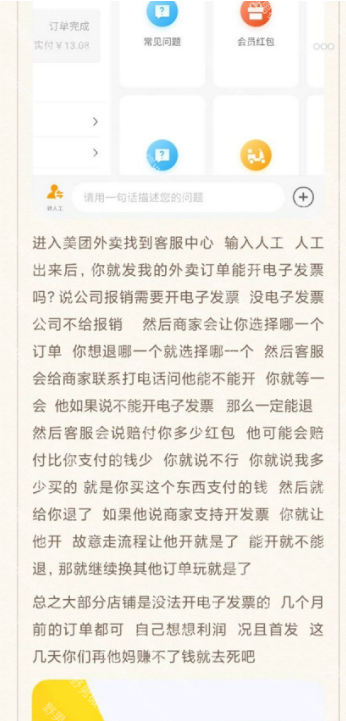 订单完成
实付￥13.08
常见问题
会员红包
转人工
请用一句话描述您的问题
进入美团外卖找到客服中心 输入人工 人工
出来后，你就发我的外卖订单能开电子发票
吗? 说公司报销需要开电子发票 没电子发票
公司不给报销 然后商家会让你选择哪一个
订单 你想退哪一个就选择哪一个 然后客服
会给商家联系打电话问他能不能开 你就等一
会 他如果说不能开电子发票 那么一定能退
然后客服会说赔付你多少红包 他可能会赔
付比你支付的钱少 你就说不行 你就说我多
少买的 就是你买这个东西支付的钱 然后就
给你退了 如果他说商家支持开发票 你就让
他开 故意走流程让他开就是了 能开就不能
退，那就继续换其他订单玩就是了
总之大部分店铺是没法开电子发票的 几个月
前的订单都可 自己想想利润 况且首发 这
几天你们再他妈赚不了钱就去死吧